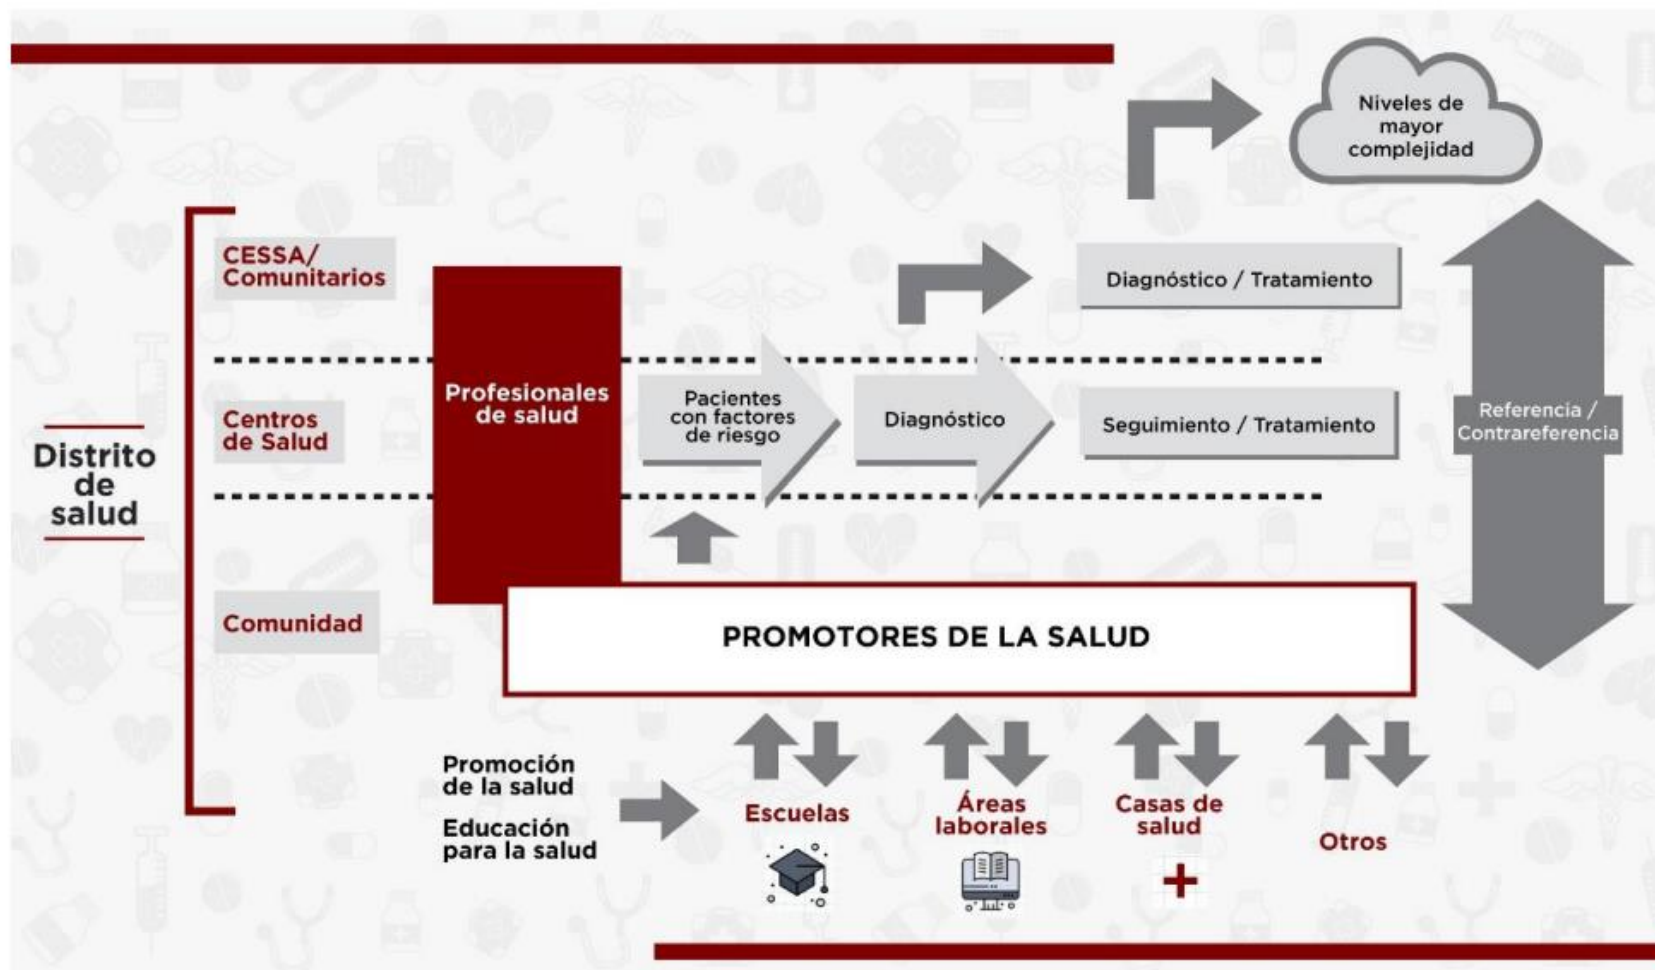 Niveles de
mayor
complejidad
CESSA/
Comunitarios
Diagnóstico / Tratamiento
Distrito
de
salud
Centros
de Salud
Profesionales
de salud
Pacientes
con factores
de riesgo
Diagnóstico
Seguimiento / Tratamiento
Referencia /
Contrareferencia
Comunidad
PROMOTORES DE LA SALUD
Promoción
de la salud
Educación
para la salud
Escuelas
Áreas
laborales
Casas de
salud
Otros